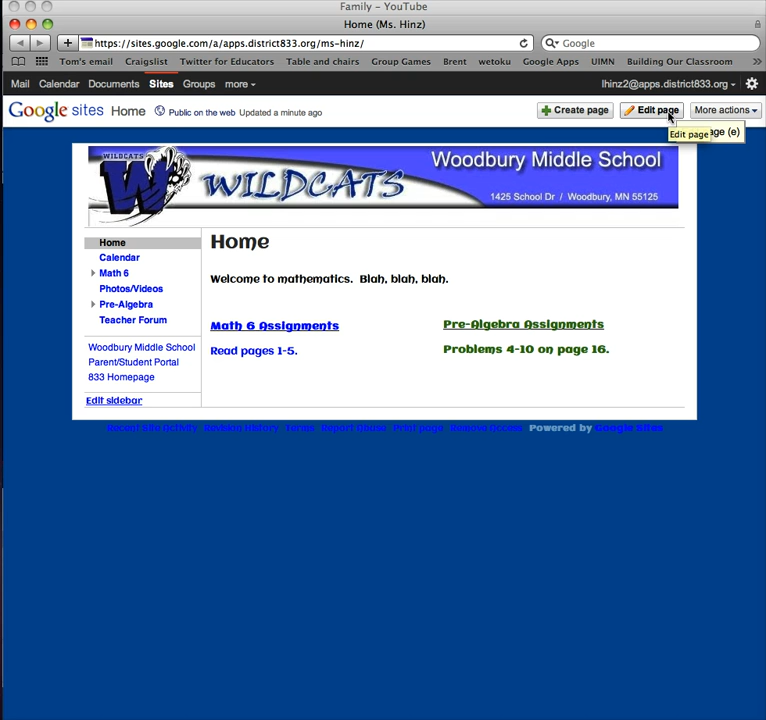 Family – YouTube
Home (Ms. Hinz)
https://sites.google.com/a/apps.district833.org/ms-hinz/
Google
Tom's email Craigslist Twitter for Educators Table and chairs Group Games Brent wetoku Google Apps UIMN Building Our Classroom
Mail Calendar Documents Sites Groups more lhinz2@apps.district833.org
Google sites Home Public on the web Updated a minute ago Create page Edit page More actions
Edit page age (e)
WILDCATS W WILDCATS Woodbury Middle School
1425 School Dr / Woodbury, MN 55125
Home
Calendar
Math 6
Photos/Videos
Pre-Algebra
Teacher Forum
Woodbury Middle School
Parent/Student Portal
833 Homepage
Edit sidebar
Home
Welcome to mathematics. Blah, blah, blah.
Math 6 Assignments
Read pages 1-5.
Pre-Algebra Assignments
Problems 4-10 on page 16.
Recent Site Activity Revision History Terms Report Abuse Print page Remove Access Powered by Google Sites